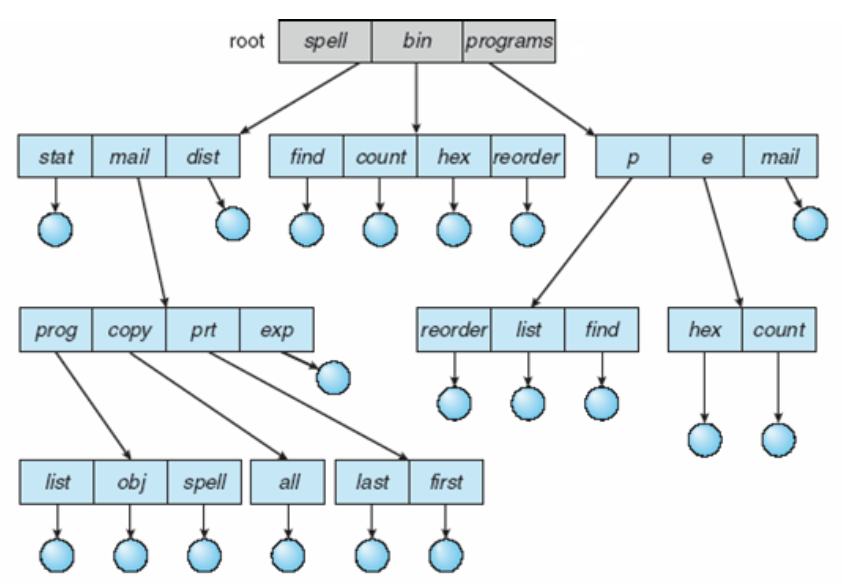 root spell bin programs
stat mail dist find count hex reorder p e mail
prog copy prt exp reorder list find hex count
list obj spell all last first